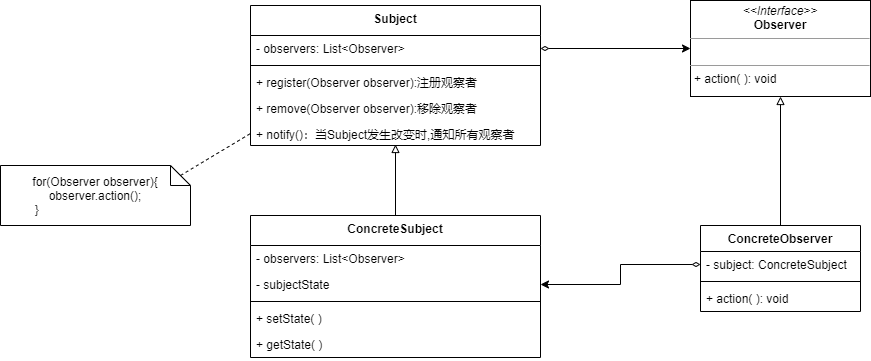 Subject
- observers: List<Observer>
+ register(Observer observer):注册观察者
+ remove(Observer observer):移除观察者
+ notify()：当Subject发生改变时,通知所有观察者
<<Interface>>
Observer
+ action( ): void
for(Observer observer){
observer.action();
}
ConcreteSubject
- observers: List<Observer>
- subjectState
+ setState( )
+ getState( )
ConcreteObserver
- subject: ConcreteSubject
+ action( ): void